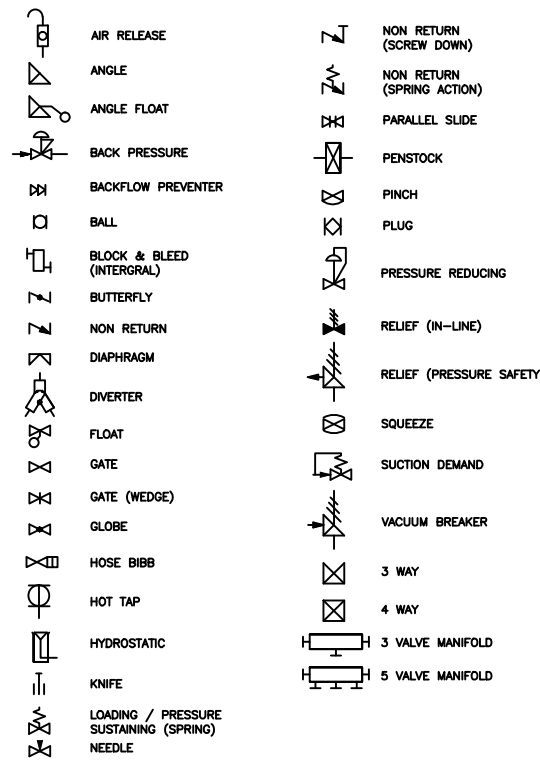 AIR RELEASE
ANGLE
ANGLE FLOAT
BACK PRESSURE
BACKFLOW PREVENTER
BALL
BLOCK & BLEED
(INTERGRAL)
BUTTERFLY
NON RETURN
DIAPHRAGM
DIVERTER
FLOAT
GATE
GATE (WEDGE)
GLOBE
HOSE BIBB
HOT TAP
HYDROSTATIC
KNIFE
LOADING / PRESSURE
SUSTAINING (SPRING)
NEEDLE
NON RETURN
(SCREW DOWN)
NON RETURN
(SPRING ACTION)
PARALLEL SLIDE
PENSTOCK
PINCH
PLUG
PRESSURE REDUCING
RELIEF (IN-LINE)
RELIEF (PRESSURE SAFETY
SQUEEZE
SUCTION DEMAND
VACUUM BREAKER
3 WAY
4 WAY
3 VALVE MANIFOLD
5 VALVE MANIFOLD